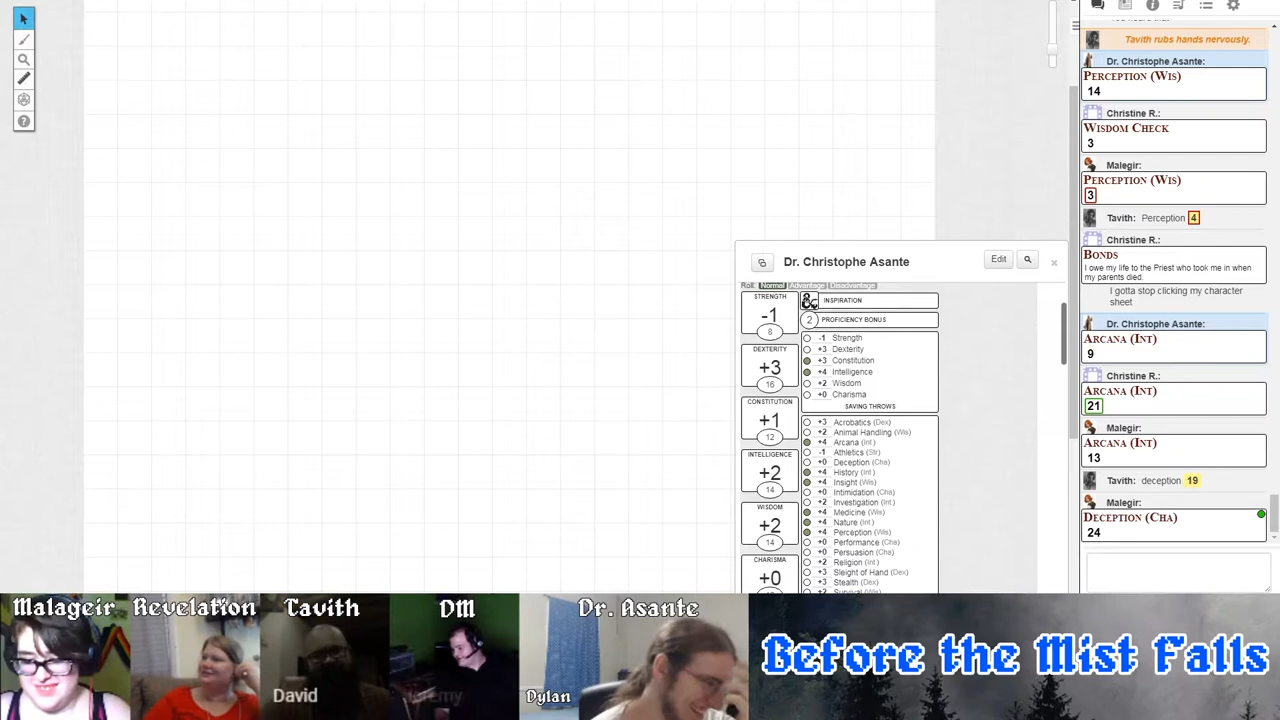 Tavith rubs hands nervously.
Dr. Christophe Asante:
PERCEPTION (WIS)
14
Christine R.:
WISDOM CHECK
3
Malegir:
PERCEPTION (WIS)
3
Tavith: Perception 4
Christine R.:
BONDS
I owe my life to the Priest who took me in when
my parents died.
I gotta stop clicking my character
sheet
Dr. Christophe Asante:
ARCANA (INT)
9
Christine R.:
ARCANA (INT)
21
Malegir:
ARCANA (INT)
13
Tavith: deception 19
Malegir:
DECEPTION (CHA)
24
Dr. Christophe Asante
Edit
Roll: Normal Advantage Disadvantage
STRENGTH
-1
8
DEXTERITY
+3
16
CONSTITUTION
+1
12
INTELLIGENCE
+2
14
WISDOM
+2
14
CHARISMA
+0
INSPIRATION
2 PROFICIENCY BONUS
-1 Strength
+3 Dexterity
+3 Constitution
+4 Intelligence
+2 Wisdom
+0 Charisma
SAVING THROWS
+3 Acrobatics (Dex)
+2 Animal Handling (Wis)
+4 Arcana (Int)
-1 Athletics (Str)
+0 Deception (Cha)
+4 History (Int)
+4 Insight (Wis)
+0 Intimidation (Cha)
+2 Investigation (Int)
+4 Medicine (Wis)
+4 Nature (Int)
+4 Perception (Wis)
+0 Performance (Cha)
+0 Persuasion (Cha)
+2 Religion (Int)
+3 Sleight of Hand (Dex)
+3 Stealth (Dex)
+2 Survival (Wis)
Malageir
Revelation
Tavith
DM
Dr. Asante
David
Jeremy
Dylan
Before the Mist Falls